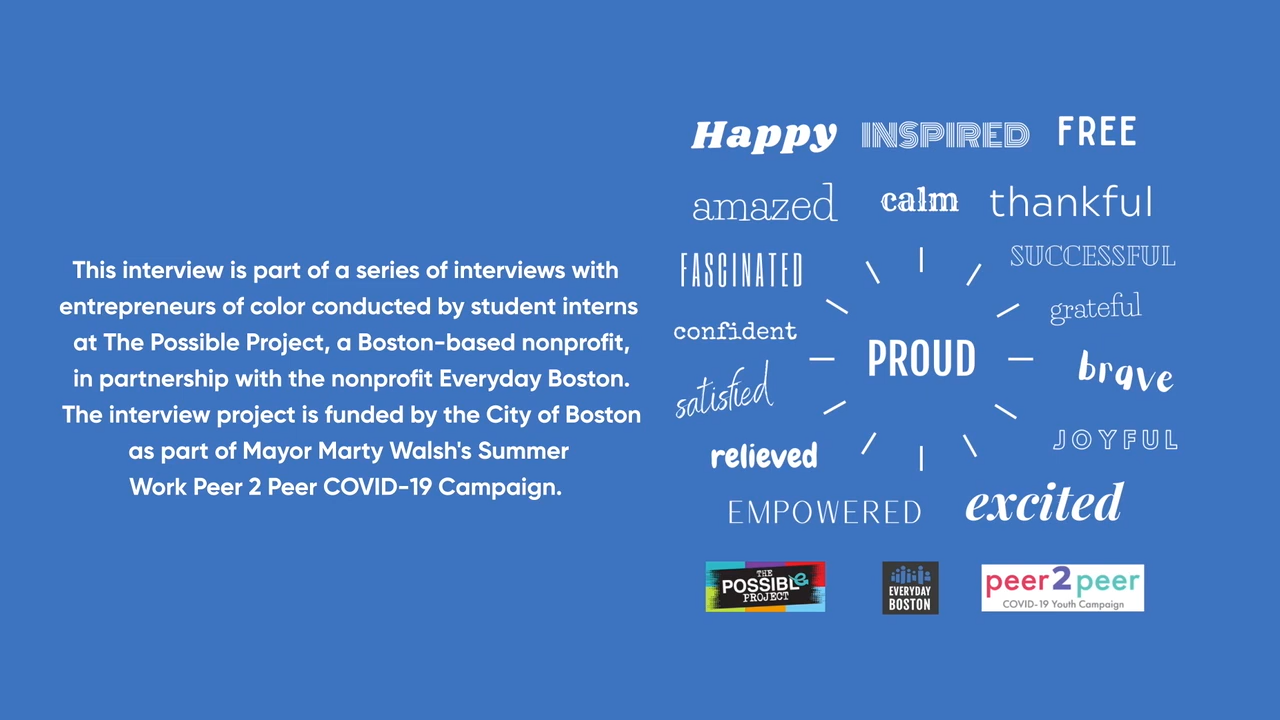 This interview is part of a series of interviews with
entrepreneurs of color conducted by student interns
at The Possible Project, a Boston-based nonprofit,
in partnership with the nonprofit Everyday Boston.
The interview project is funded by the City of Boston
as part of Mayor Marty Walsh's Summer
Work Peer 2 Peer COVID-19 Campaign.
Happy INSPIRED FREE
amazed calm thankful
FASCINATED SUCCESSFUL
confident grateful
PROUD
satisfied brave
relieved JOYFUL
EMPOWERED excited
THE
POSSIBLe
PROJECT
EVERYDAY
BOSTON
peer2peer
COVID-19 Youth Campaign